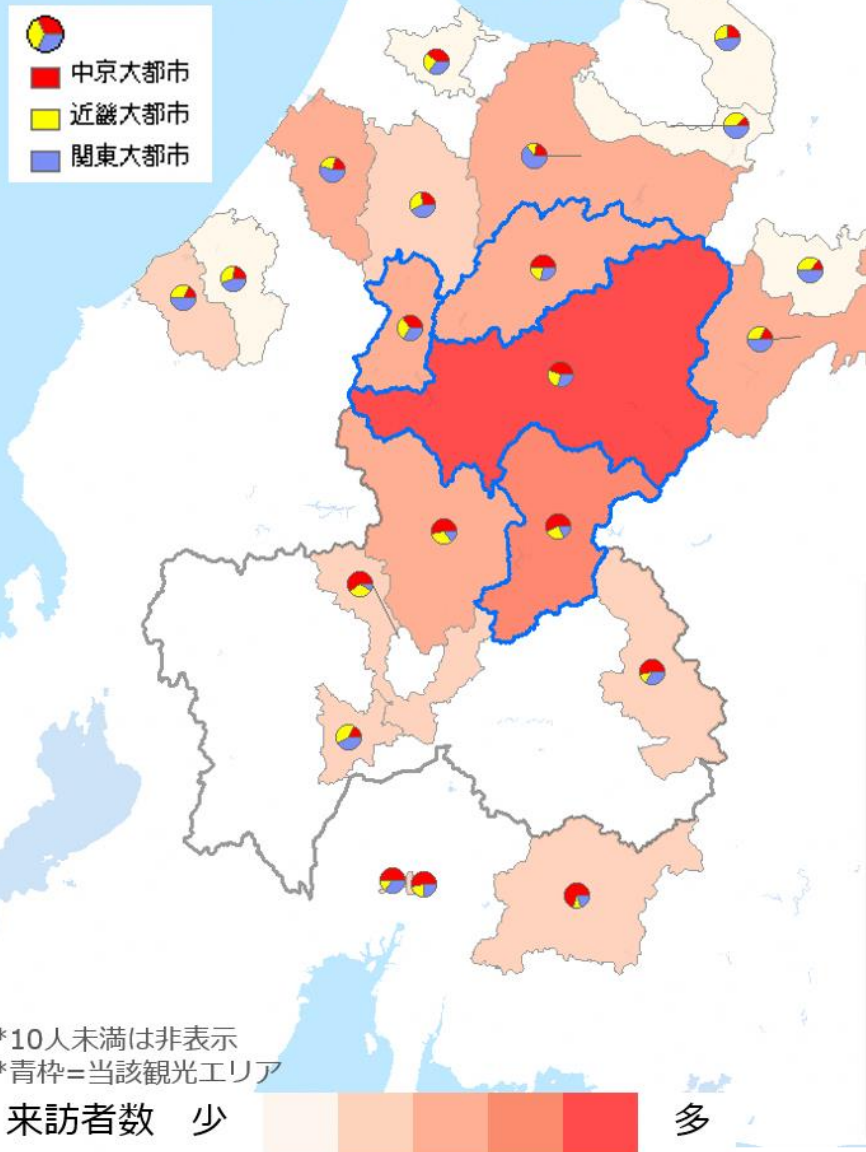 中京大都市
近畿大都市
関東大都市
*10人未満は非表示
*青枠=当該観光エリア
来訪者数 少 多